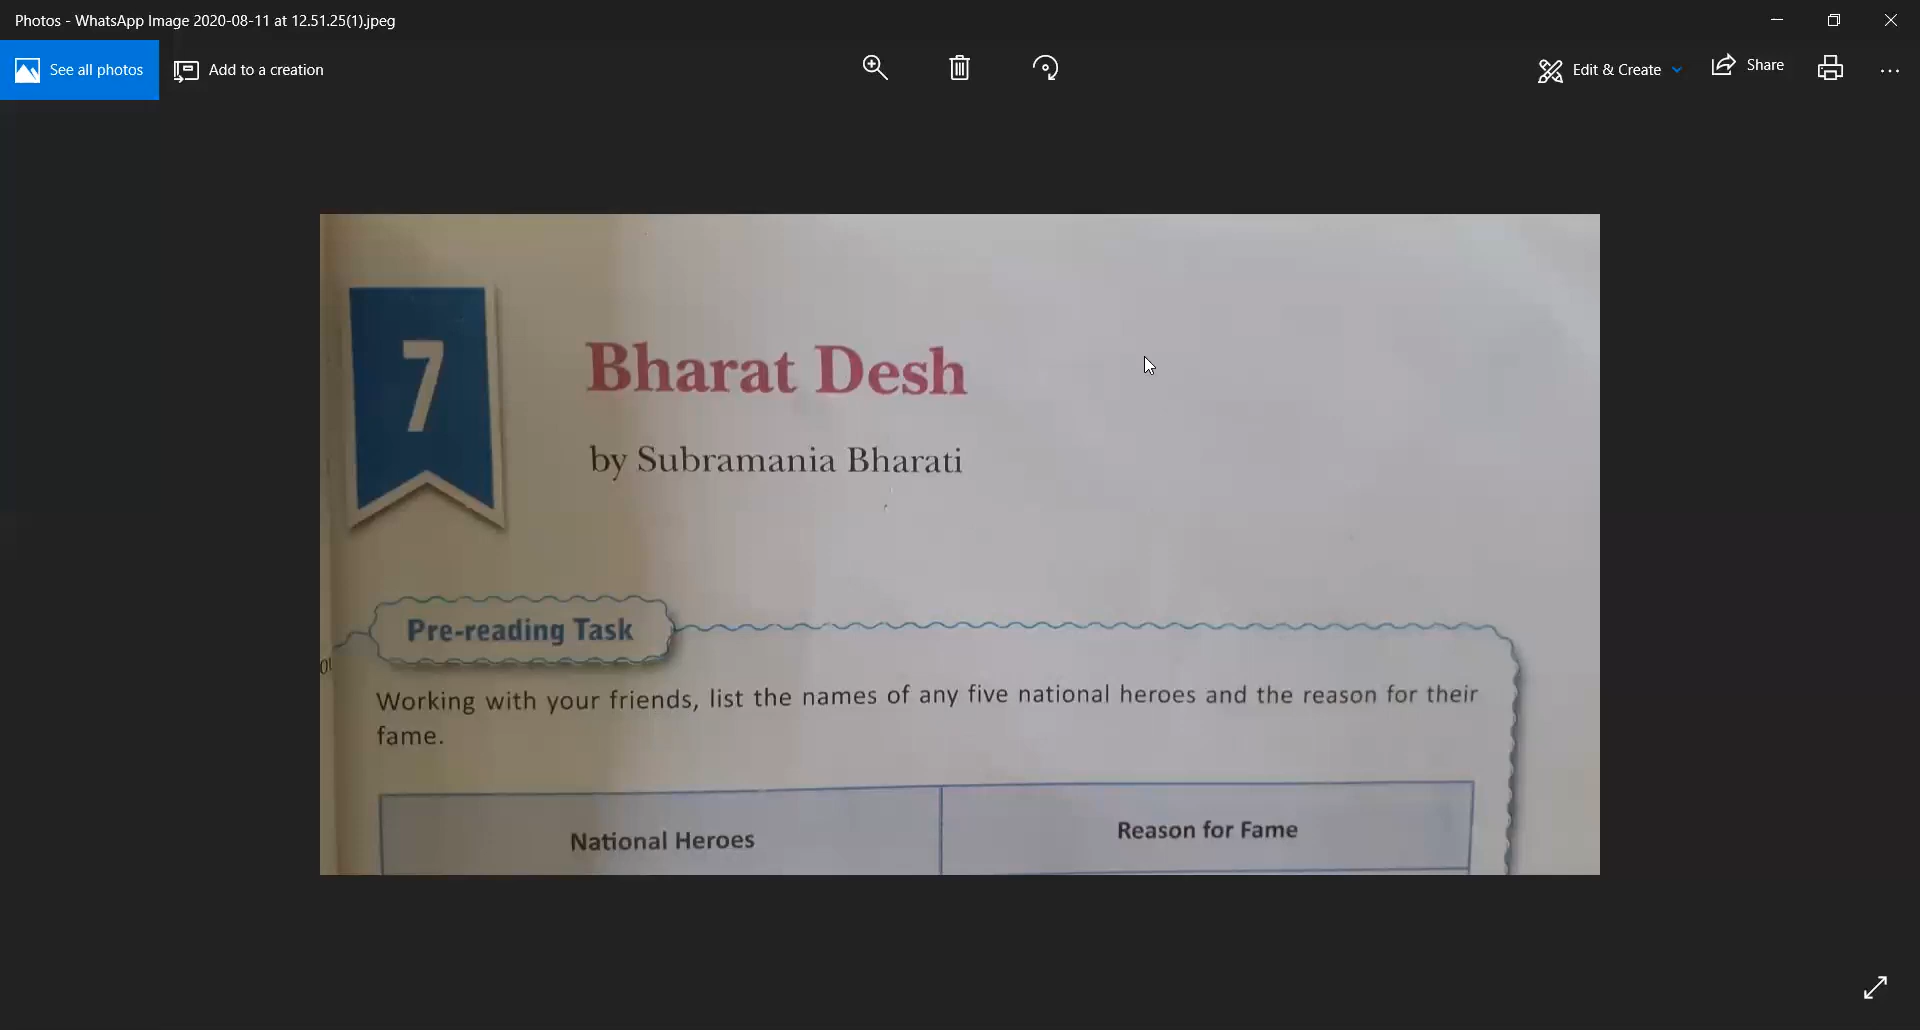 Photos - WhatsApp Image 2020-08-11 at 12.51.25(1).jpeg
See all photos
Add to a creation
Edit & Create
Share
7
Bharat Desh
by Subramania Bharati
Pre-reading Task
Working with your friends, list the names of any five national heroes and the reason for their
fame.
National Heroes
Reason for Fame